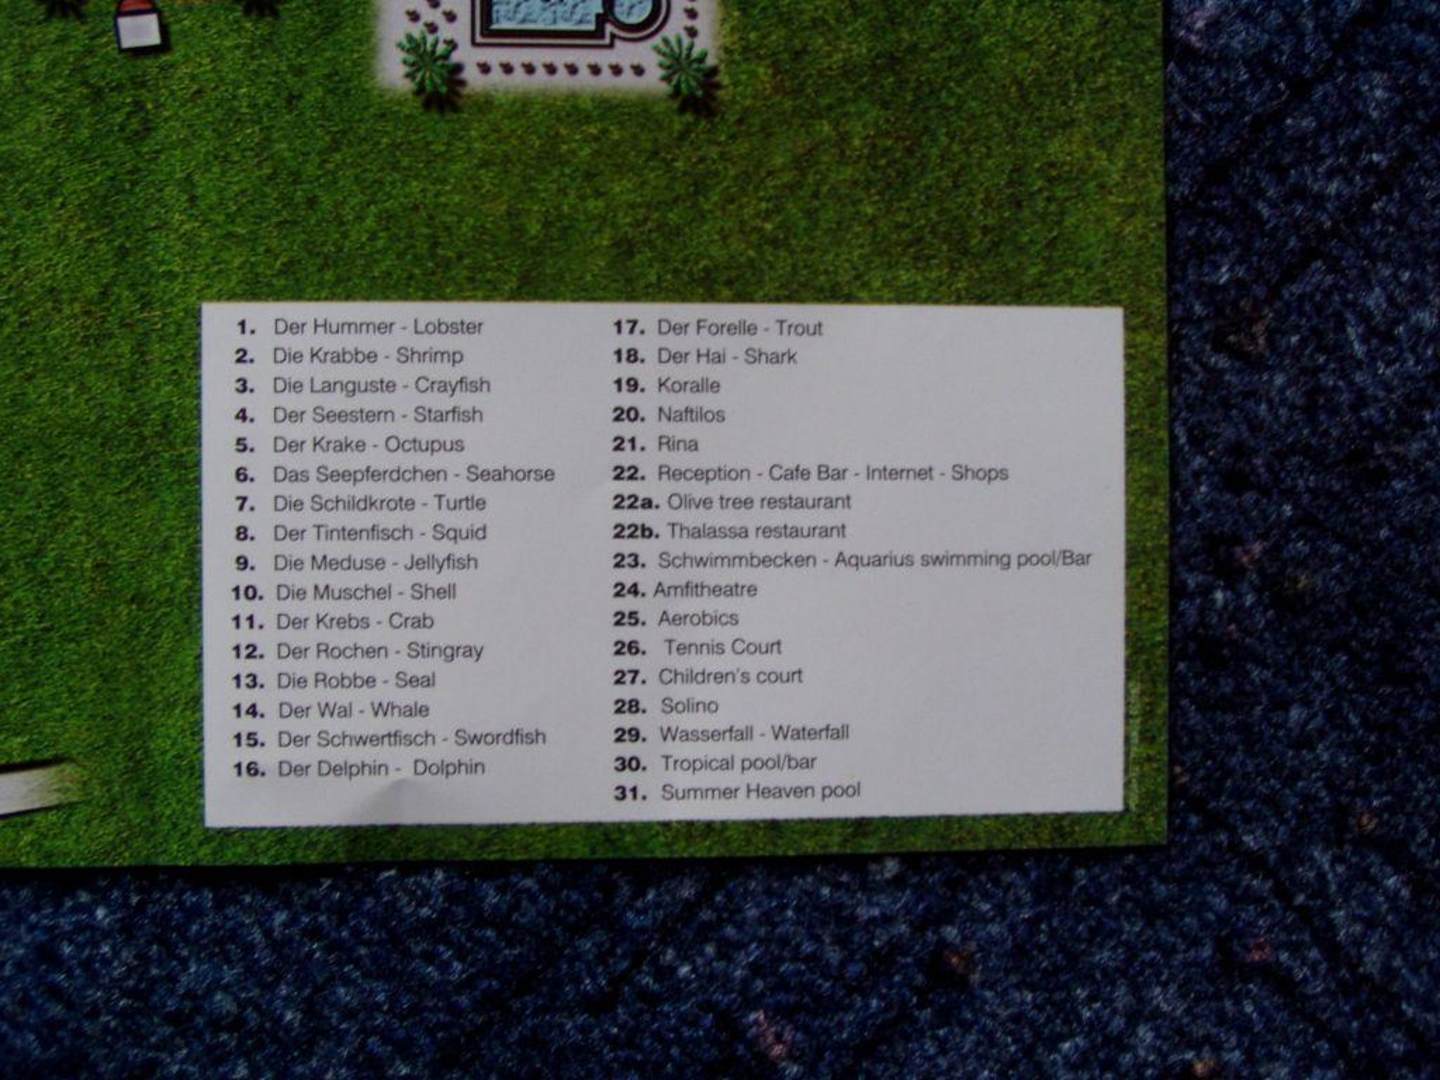 1. Der Hummer - Lobster
2. Die Krabbe - Shrimp
3. Die Languste - Crayfish
4. Der Seestern - Starfish
5. Der Krake - Octupus
6. Das Seepferdchen - Seahorse
7. Die Schildkrote - Turtle
8. Der Tintenfisch - Squid
9. Die Meduse - Jellyfish
10. Die Muschel - Shell
11. Der Krebs - Crab
12. Der Rochen - Stingray
13. Die Robbe - Seal
14. Der Wal - Whale
15. Der Schwertfisch - Swordfish
16. Der Delphin - Dolphin
17. Der Forelle - Trout
18. Der Hai - Shark
19. Koralle
20. Naftilos
21. Rina
22. Reception - Cafe Bar - Internet - Shops
22a. Olive tree restaurant
22b. Thalassa restaurant
23. Schwimmbecken - Aquarius swimming pool/Bar
24. Amfitheatre
25. Aerobics
26. Tennis Court
27. Children's court
28. Solino
29. Wasserfall - Waterfall
30. Tropical pool/bar
31. Summer Heaven pool